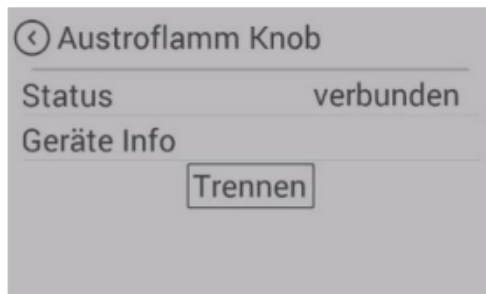 Austroflamm Knob
Status verbunden
Geräte Info
Trennen